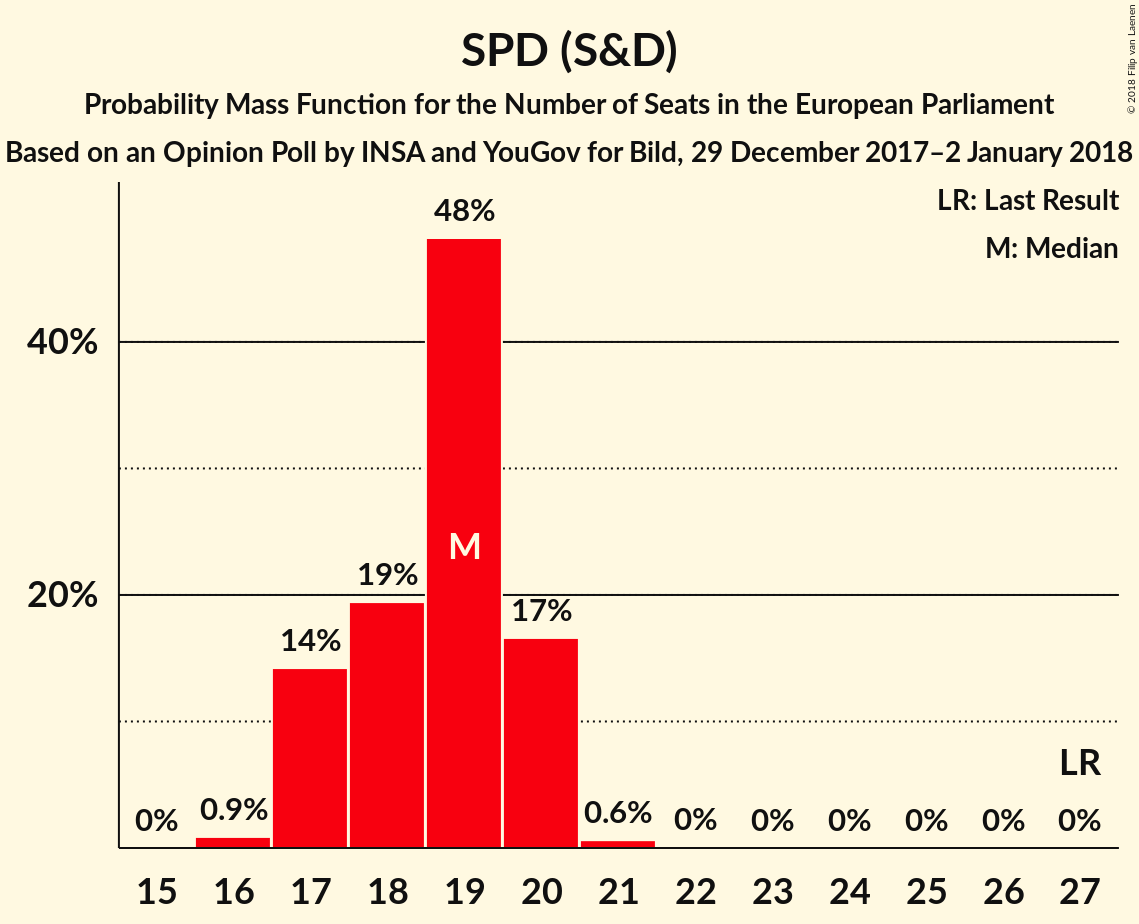 SPD (S&D)
Probability Mass Function for the Number of Seats in the European Parliament
Based on an Opinion Poll by INSA and YouGov for Bild, 29 December 2017–2 January 2018
© 2018 Filip van Laenen
LR: Last Result
M: Median
40%
20%
0% 0.9% 14% 19% 48% 17% 0.6% 0% 0% 0% 0% 0% 0%
M
LR
15 16 17 18 19 20 21 22 23 24 25 26 27